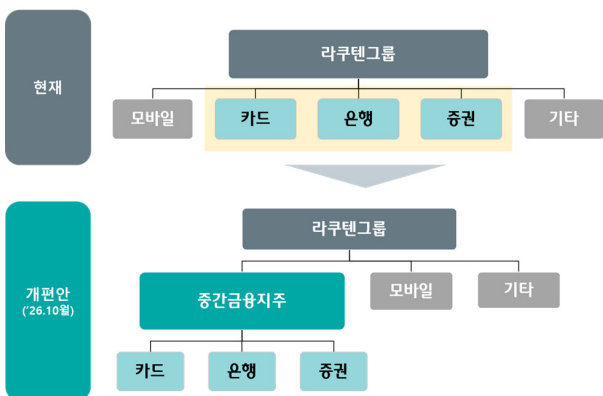 현재
라쿠텐그룹
모바일
카드
은행
증권
기타
개편안
('26.10월)
라쿠텐그룹
중간금융지주
모바일
기타
카드
은행
증권